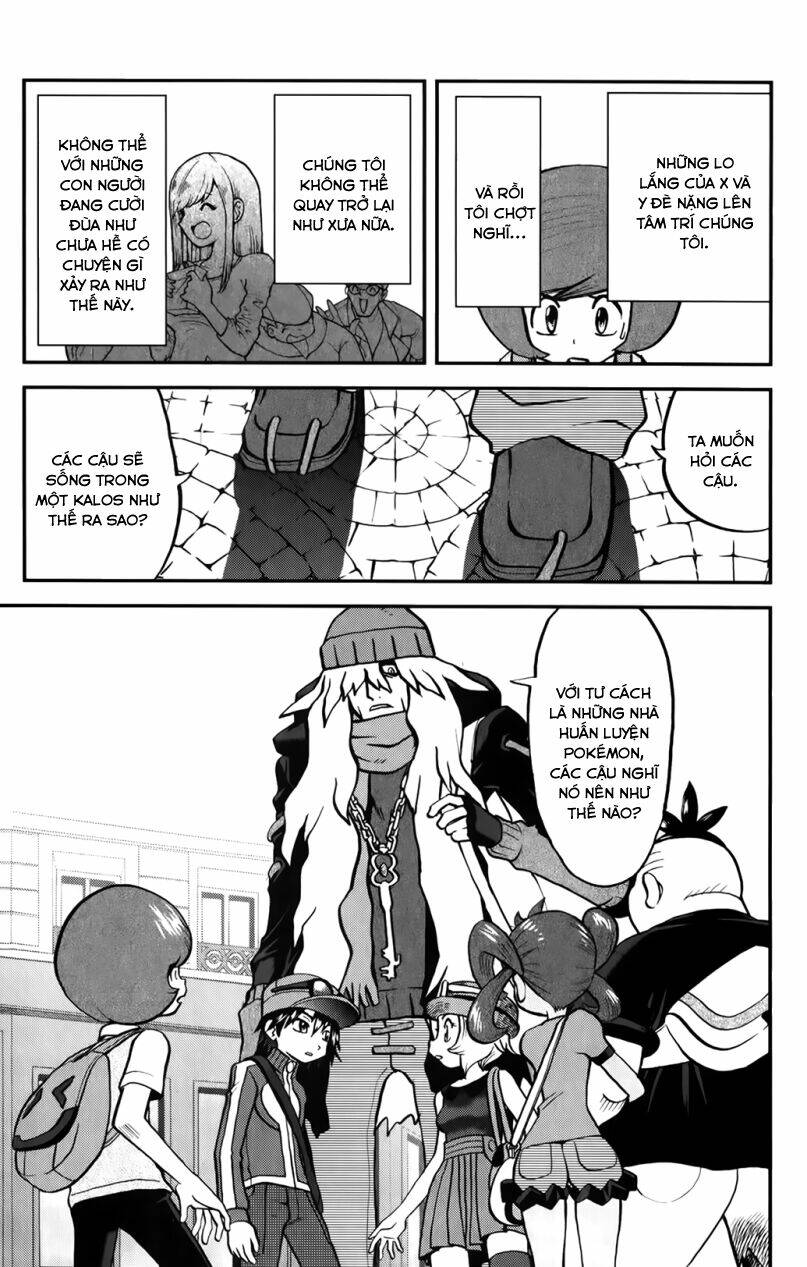 NHỮNG LO
LẮNG CỦA X VÀ
Y ĐÈ NẶNG LÊN
TÂM TRÍ CHÚNG
TÔI.
VÀ RỒI
TÔI CHỢT
NGHĨ...
CHÚNG TÔI
KHÔNG THỂ
QUAY TRỞ LẠI
NHƯ XƯA NỮA.
KHÔNG THỂ
VỚI NHỮNG
CON NGƯỜI
ĐANG CƯỜI
ĐÙA NHƯ
CHƯA HỀ CÓ
CHUYỆN GÌ
XẢY RA NHƯ
THẾ NÀY.
TA MUỐN
HỎI CÁC
CẬU.
CÁC CẬU SẼ
SỐNG TRONG
MỘT KALOS NHƯ
THẾ RA SAO?
VỚI TƯ CÁCH
LÀ NHỮNG NHÀ
HUẤN LUYỆN
POKÉMON,
CÁC CẬU NGHĨ
NÓ NÊN NHƯ
THẾ NÀO?